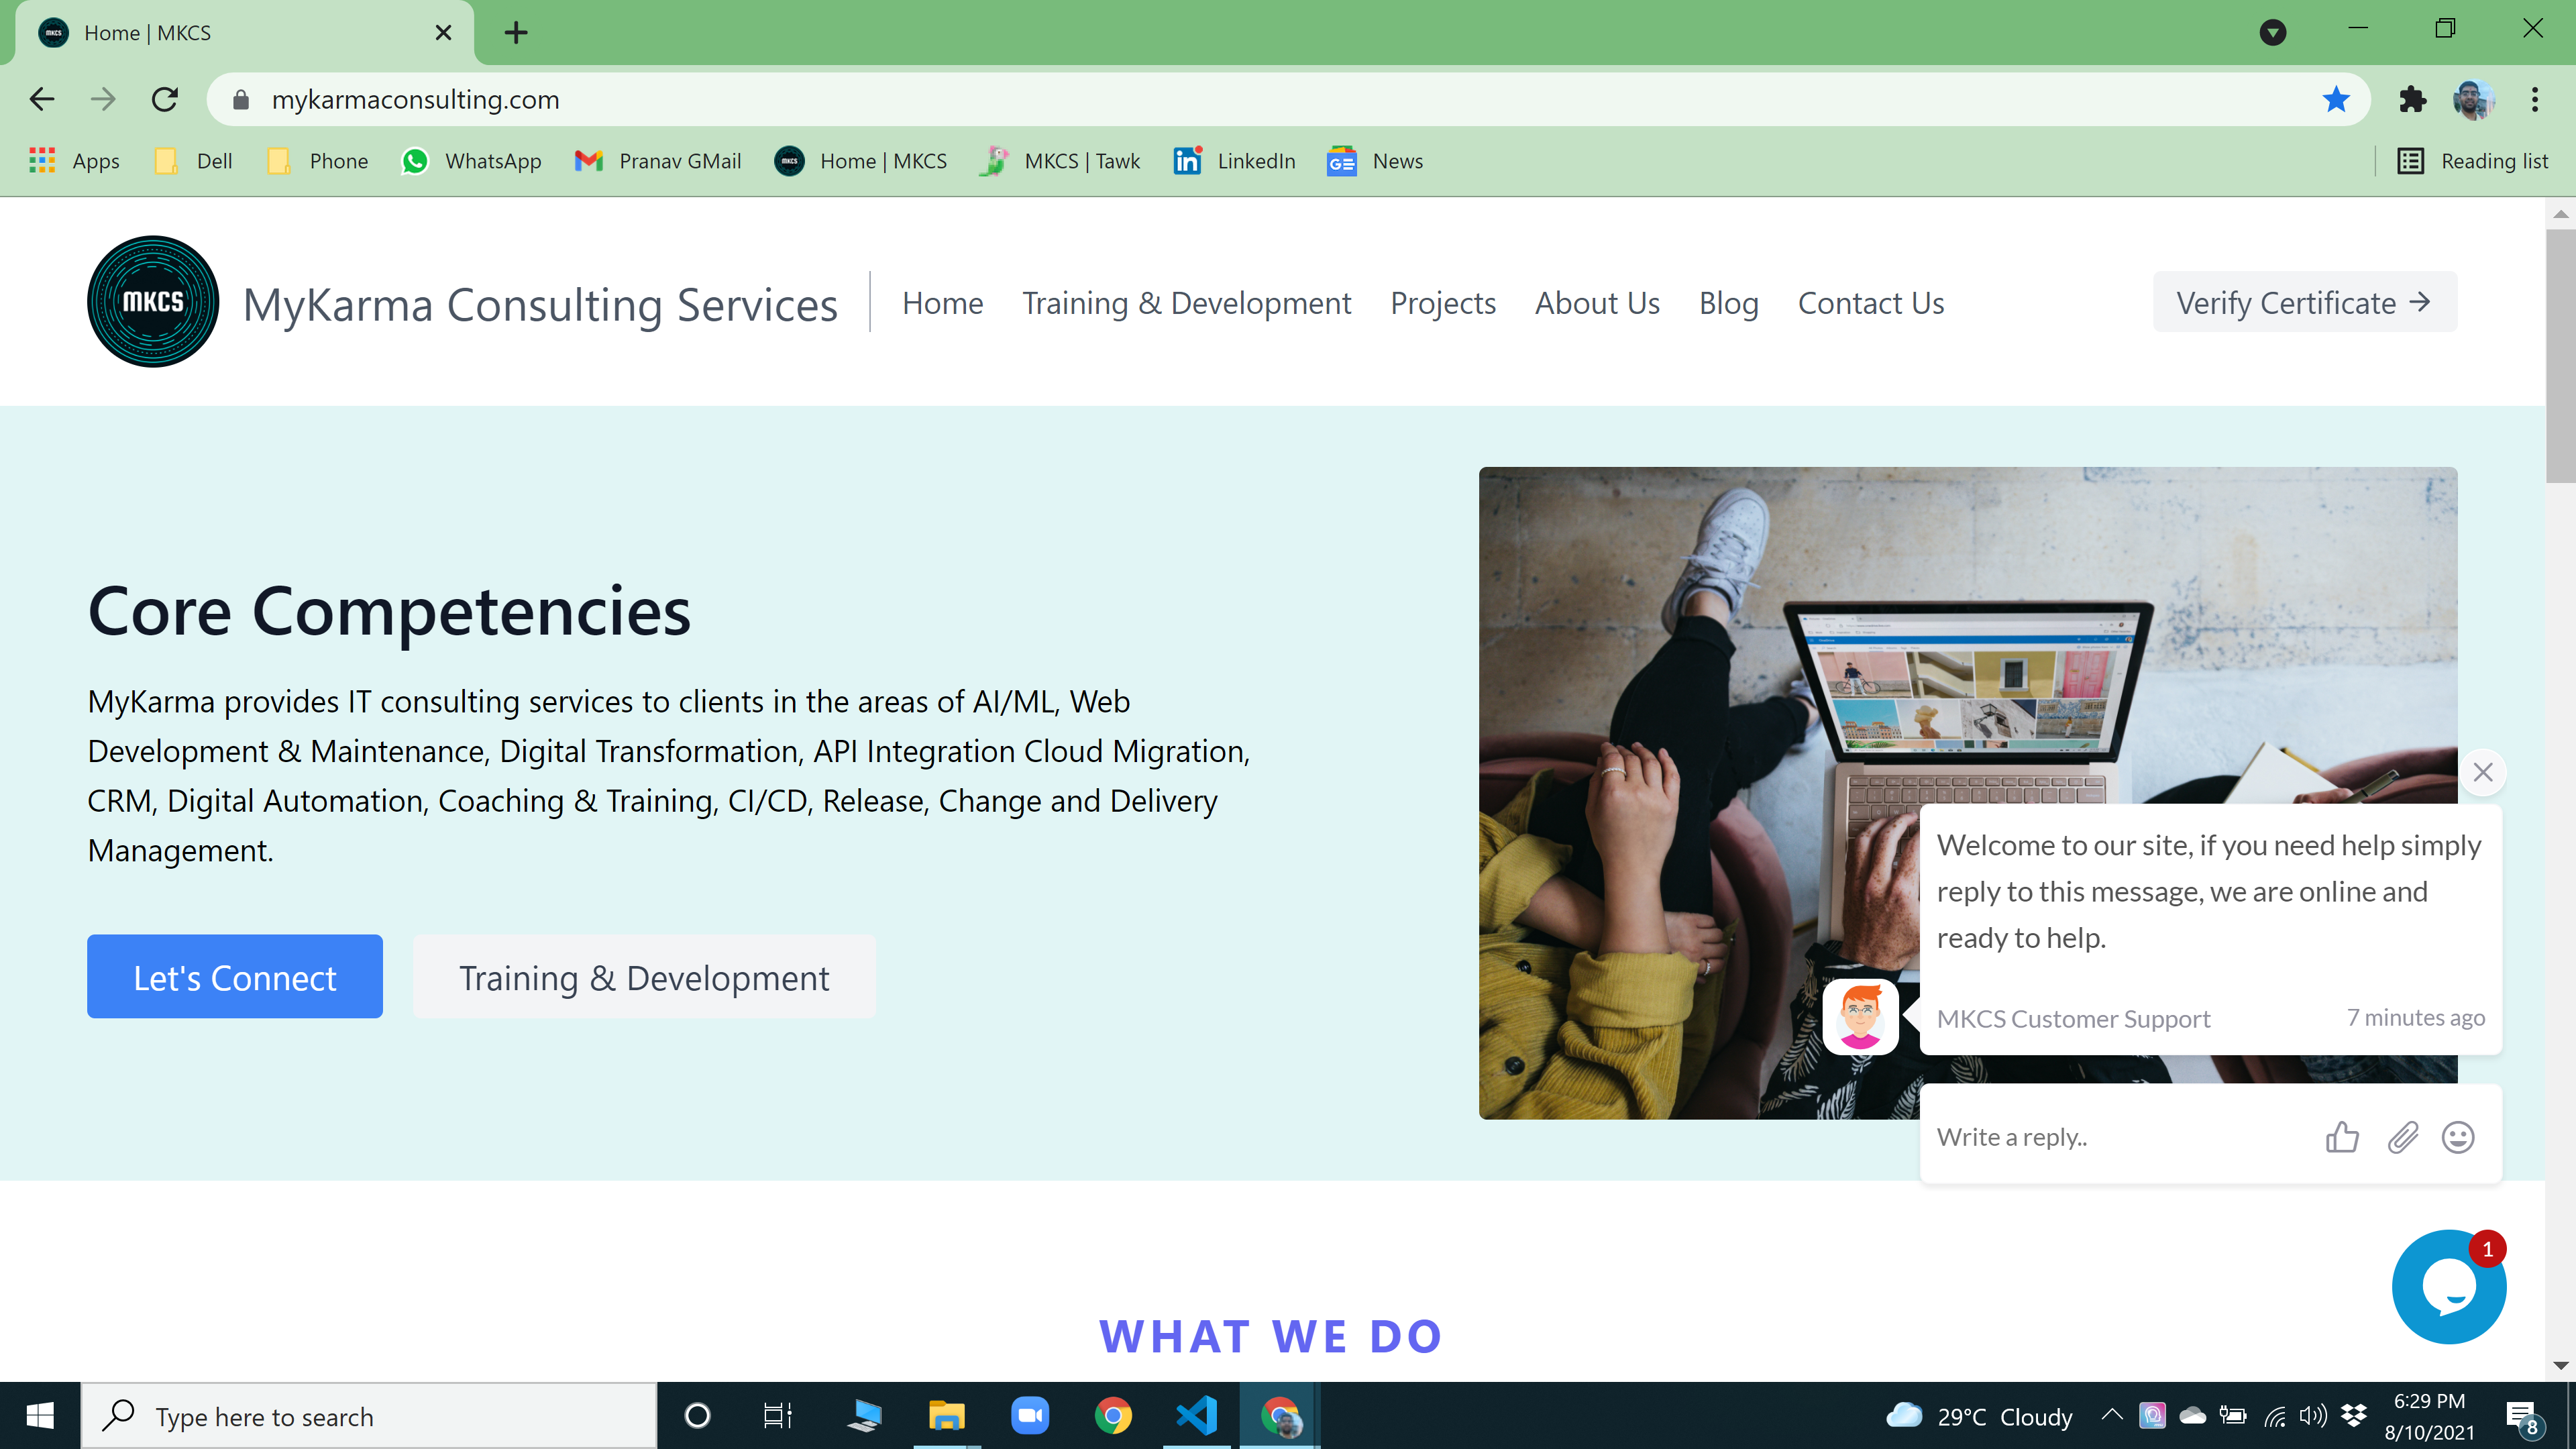 Home | MKCS
mykarmaconsulting.com
Apps
Dell
Phone
WhatsApp
Pranav GMail
Home | MKCS
MKCS | Tawk
LinkedIn
News
Reading list
MKCS
MyKarma Consulting Services
Home
Training & Development
Projects
About Us
Blog
Contact Us
Verify Certificate →
Core Competencies
MyKarma provides IT consulting services to clients in the areas of AI/ML, Web
Development & Maintenance, Digital Transformation, API Integration Cloud Migration,
CRM, Digital Automation, Coaching & Training, CI/CD, Release, Change and Delivery
Management.
Let's Connect
Training & Development
Welcome to our site, if you need help simply
reply to this message, we are online and
ready to help.
MKCS Customer Support
7 minutes ago
Write a reply..
1
WHAT WE DO
Type here to search
29°C Cloudy
6:29 PM
8/10/2021
8